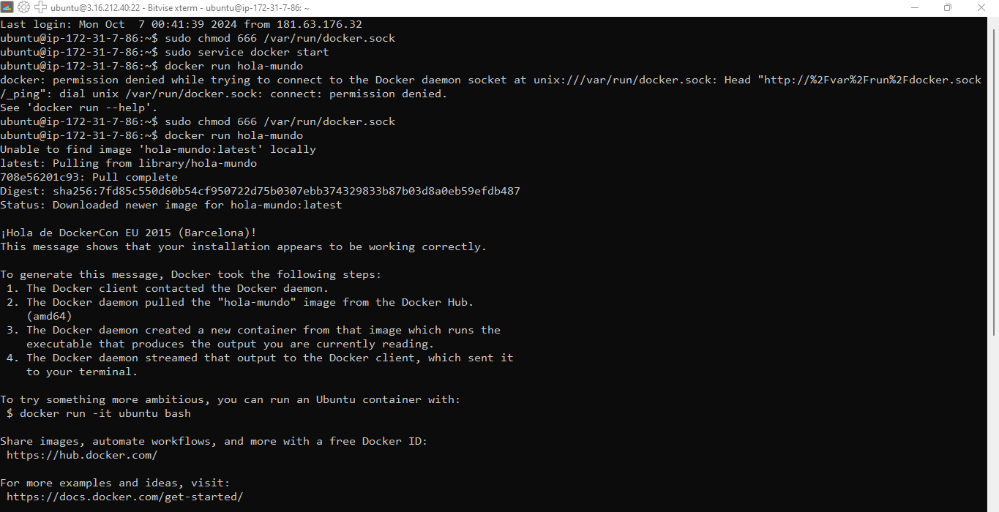 ubuntu@3.16.212.40:22 - Bitvise xterm - ubuntu@ip-172-31-7-86: ~
Last login: Mon Oct  7 00:41:39 2024 from 181.63.176.32
ubuntu@ip-172-31-7-86:~$ sudo chmod 666 /var/run/docker.sock
ubuntu@ip-172-31-7-86:~$ sudo service docker start
ubuntu@ip-172-31-7-86:~$ docker run hola-mundo
docker: permission denied while trying to connect to the Docker daemon socket at unix:///var/run/docker.sock: Head "http://%2Fvar%2Frun%2Fdocker.sock
/_ping": dial unix /var/run/docker.sock: connect: permission denied.
See 'docker run --help'.
ubuntu@ip-172-31-7-86:~$ sudo chmod 666 /var/run/docker.sock
ubuntu@ip-172-31-7-86:~$ docker run hola-mundo
Unable to find image 'hola-mundo:latest' locally
latest: Pulling from library/hola-mundo
708e56201c93: Pull complete
Digest: sha256:7fd85c550d60b54cf950722d75b0307ebb374329833b87b03d8a0eb59efdb487
Status: Downloaded newer image for hola-mundo:latest

¡Hola de DockerCon EU 2015 (Barcelona)!
This message shows that your installation appears to be working correctly.

To generate this message, Docker took the following steps:
 1. The Docker client contacted the Docker daemon.
 2. The Docker daemon pulled the "hola-mundo" image from the Docker Hub.
    (amd64)
 3. The Docker daemon created a new container from that image which runs the
    executable that produces the output you are currently reading.
 4. The Docker daemon streamed that output to the Docker client, which sent it
    to your terminal.

To try something more ambitious, you can run an Ubuntu container with:
 $ docker run -it ubuntu bash

Share images, automate workflows, and more with a free Docker ID:
 https://hub.docker.com/

For more examples and ideas, visit:
 https://docs.docker.com/get-started/